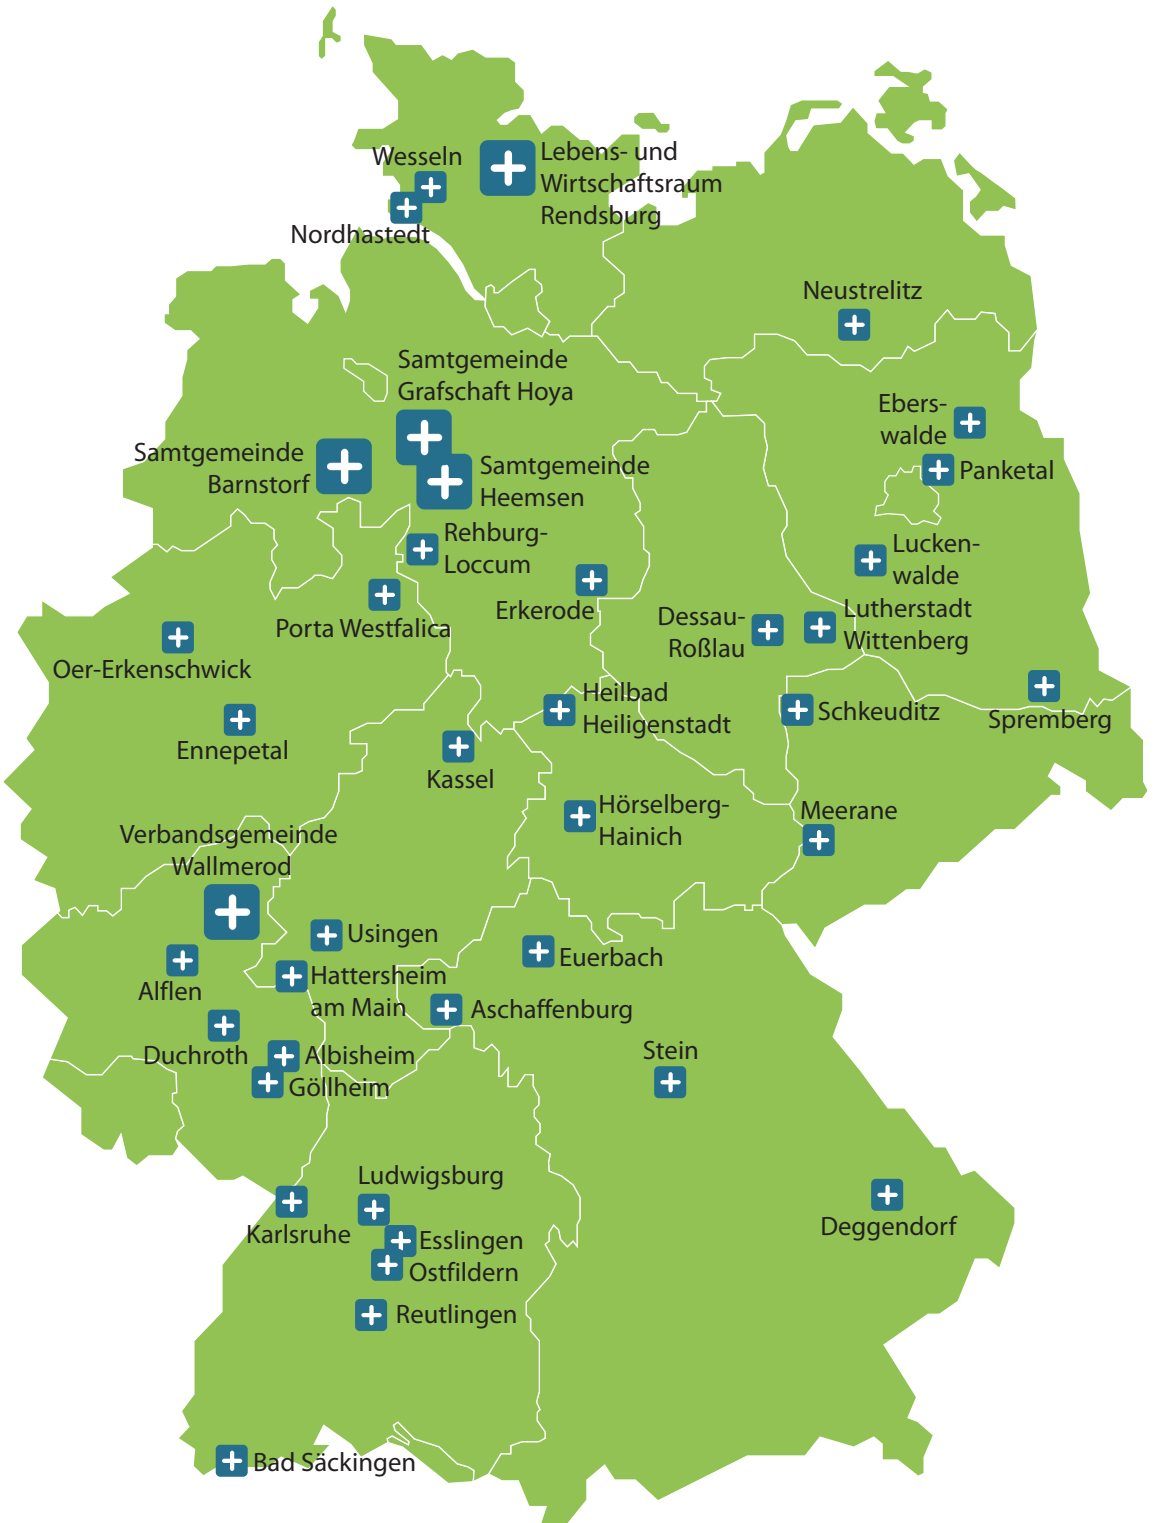 Wesseln
Lebens- und
Wirtschaftsraum
Rendsburg
Nordhastedt
Neustrelitz
Samtgemeinde
Grafschaft Hoya
Ebers-
walde
Samtgemeinde
Barnstorf
Samtgemeinde
Heemsen
Panketal
Rehburg-
Loccum
Lucken-
walde
Erkerode
Porta Westfalica
Dessau-
Roßlau
Lutherstadt
Wittenberg
Oer-Erkenschwick
Heilbad
Heiligenstadt
Schkeuditz
Spremberg
Ennepetal
Kassel
Hörselberg-
Hainich
Meerane
Verbandsgemeinde
Wallmerod
Usingen
Euerbach
Alflen
Hattersheim
am Main
Aschaffenburg
Duchroth
Albisheim
Göllheim
Stein
Ludwigsburg
Karlsruhe
Deggendorf
Esslingen
Ostfildern
Reutlingen
Bad Säckingen